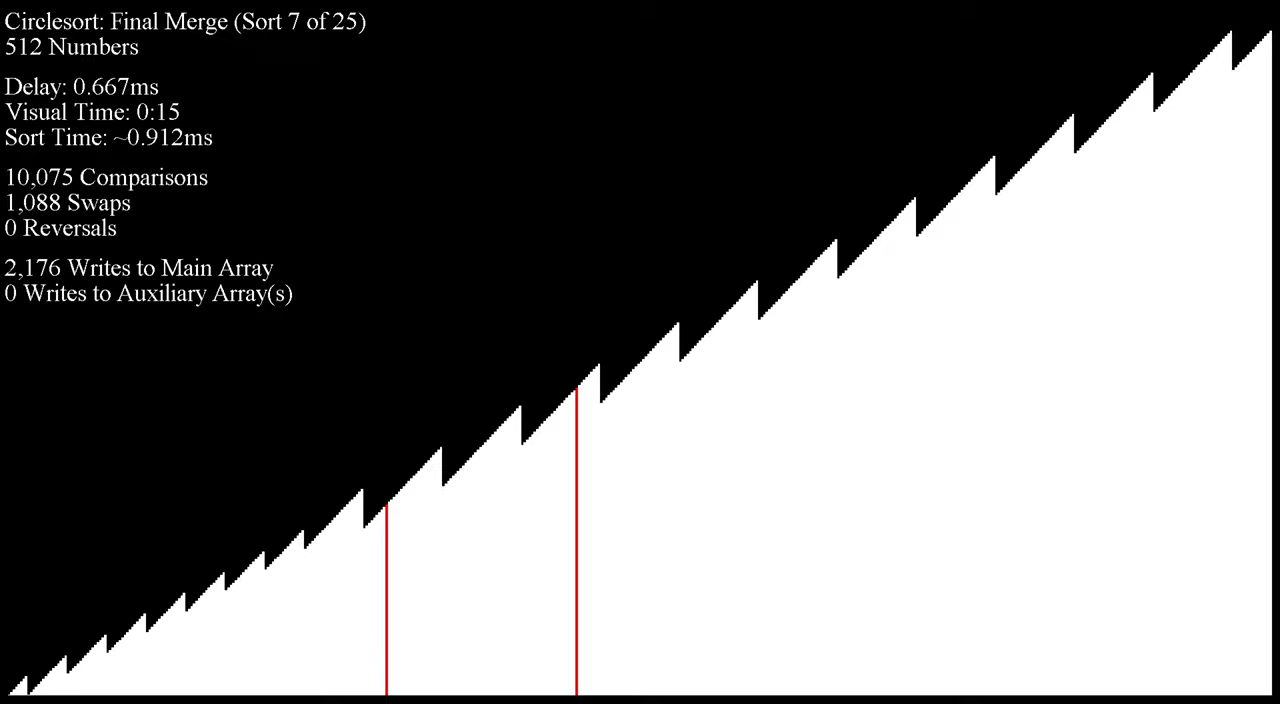 Circlesort: Final Merge (Sort 7 of 25)
512 Numbers
Delay: 0.667ms
Visual Time: 0:15
Sort Time: ~0.912ms
10,075 Comparisons
1,088 Swaps
0 Reversals
2,176 Writes to Main Array
0 Writes to Auxiliary Array(s)